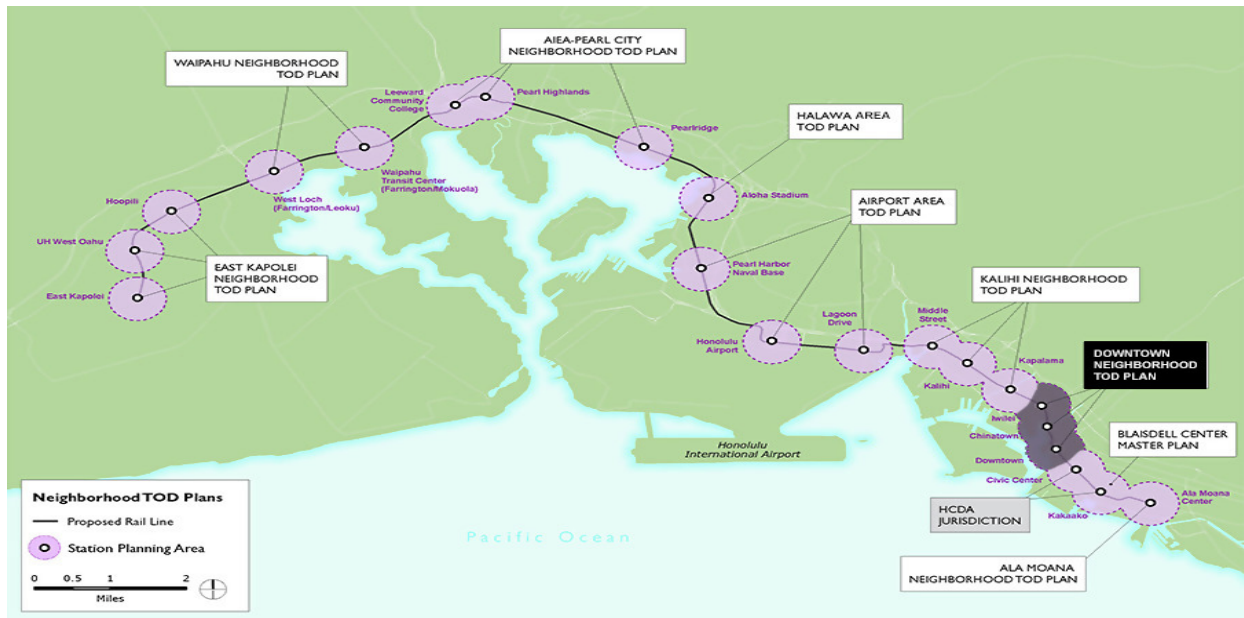 AIEA-PEARL CITY
NEIGHBORHOOD TOD PLAN
WAIPAHU NEIGHBORHOOD
TOD PLAN
Leeward
Community
College
Pearl Highlands
HALAWA AREA
TOD PLAN
Pearlridge
Waipahu
Transit Center
(Farrington/Mokuola)
West Loch
(Farrington/Leoku)
Hoopili
Aloha Stadium
AIRPORT AREA
TOD PLAN
UH West Oahu
EAST KAPOLEI
NEIGHBORHOOD
TOD PLAN
East Kapolei
Pearl Harbor
Naval Base
KALIHI NEIGHBORHOOD
TOD PLAN
Lagoon
Drive
Middle
Street
Honolulu
Airport
Kapalama
Kalihi
DOWNTOWN
NEIGHBORHOOD
TOD PLAN
Iwilei
Chinatown
Downtown
Civic Center
BLAISDELL CENTER
MASTER PLAN
Honolulu
International Airport
HCDA
JURISDICTION
Kakaako
Ala Moana
Center
ALA MOANA
NEIGHBORHOOD TOD PLAN
Pacific Ocean
Neighborhood TOD Plans
Proposed Rail Line
Station Planning Area
0 0.5 1 2
Miles